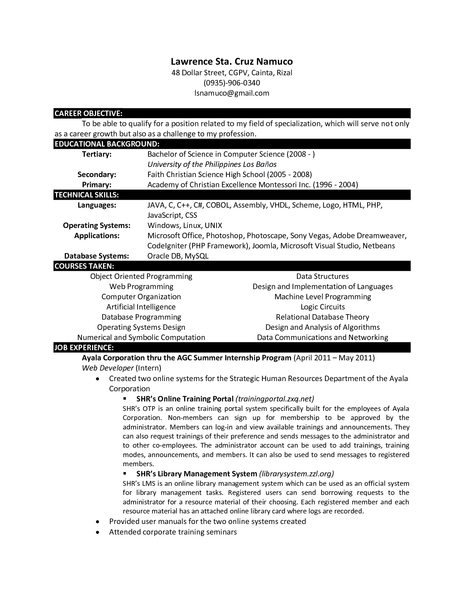 Lawrence Sta. Cruz Namuco
48 Dollar Street, CGPV, Cainta, Rizal
(0935)-906-0340
lsnamuco@gmail.com
CAREER OBJECTIVE:
To be able to qualify for a position related to my field of specialization, which will serve not only
as a career growth but also as a challenge to my profession.
EDUCATIONAL BACKGROUND:
Tertiary: Bachelor of Science in Computer Science (2008 - )
University of the Philippines Los Baños
Secondary: Faith Christian Science High School (2005 - 2008)
Primary: Academy of Christian Excellence Montessori Inc. (1996 - 2004)
TECHNICAL SKILLS:
Languages: JAVA, C, C++, C#, COBOL, Assembly, VHDL, Scheme, Logo, HTML, PHP,
JavaScript, CSS
Operating Systems: Windows, Linux, UNIX
Applications: Microsoft Office, Photoshop, Photoscape, Sony Vegas, Adobe Dreamweaver,
CodeIgniter (PHP Framework), Joomla, Microsoft Visual Studio, Netbeans
Database Systems: Oracle DB, MySQL
COURSES TAKEN:
Object Oriented Programming Data Structures
Web Programming Design and Implementation of Languages
Computer Organization Machine Level Programming
Artificial Intelligence Logic Circuits
Database Programming Relational Database Theory
Operating Systems Design Design and Analysis of Algorithms
Numerical and Symbolic Computation Data Communications and Networking
JOB EXPERIENCE:
Ayala Corporation thru the AGC Summer Internship Program (April 2011 – May 2011)
Web Developer (Intern)
• Created two online systems for the Strategic Human Resources Department of the Ayala
Corporation
▪ SHR's Online Training Portal (trainingportal.zxq.net)
SHR's OTP is an online training portal system specifically built for the employees of Ayala
Corporation. Non-members can sign up for membership to be approved by the
administrator. Members can log-in and view available trainings and announcements. They
can also request trainings of their preference and sends messages to the administrator and
to other co-employees. The administrator account can be used to add trainings, training
modes, announcements, and members. It can also be used to send messages to registered
members.
▪ SHR's Library Management System (librarysystem.zzl.org)
SHR's LMS is an online library management system which can be used as an official system
for library management tasks. Registered users can send borrowing requests to the
administrator for a resource material of their choosing. Each registered member and each
resource material has an attached online library card where logs are recorded.
• Provided user manuals for the two online systems created
• Attended corporate training seminars